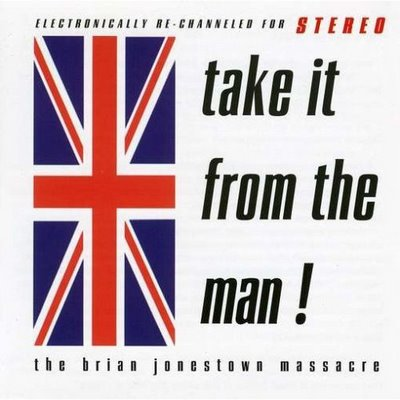 ELECTRONICALLY RE-CHANNELED FOR STEREO
take it
from the
man !
the brian jonestown massacre